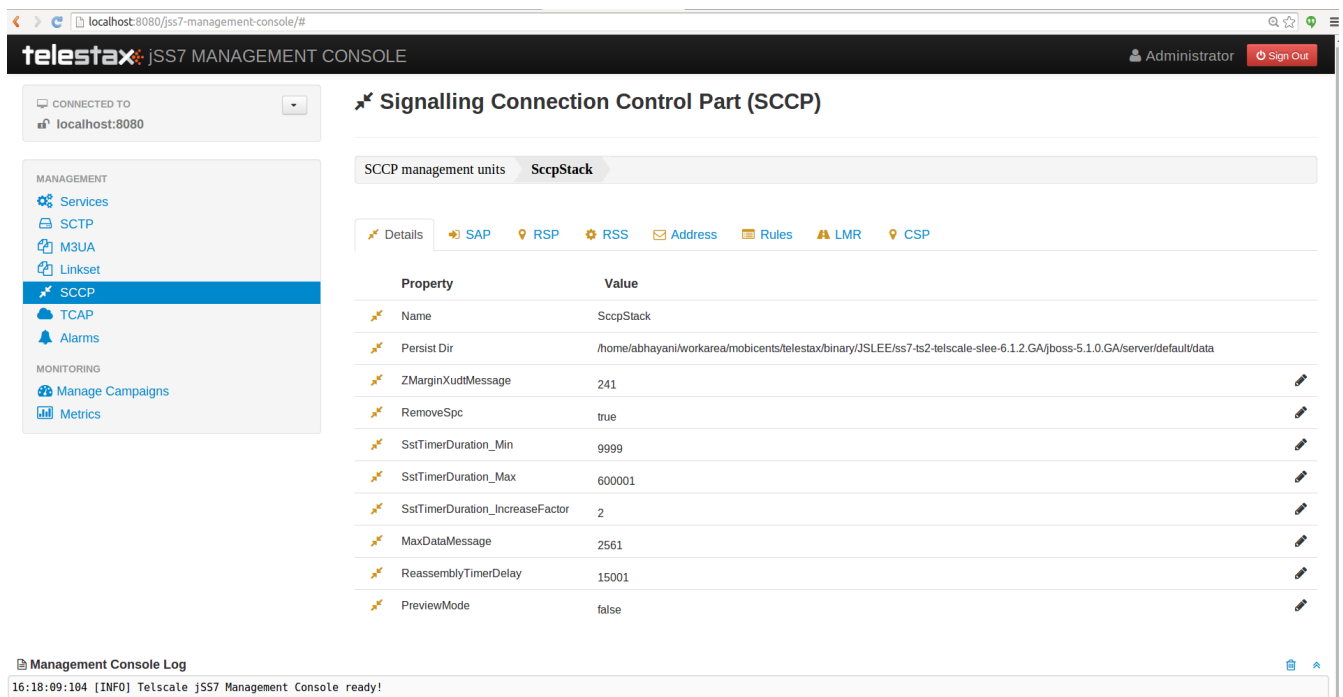 localhost:8080/jss7-management-console/#
telestax jSS7 MANAGEMENT CONSOLE
Administrator
Sign Out
CONNECTED TO
localhost:8080
MANAGEMENT
Services
SCTP
M3UA
Linkset
SCCP
TCAP
Alarms
MONITORING
Manage Campaigns
Metrics
Signalling Connection Control Part (SCCP)
SCCP management units SccpStack
Details SAP RSP RSS Address Rules LMR CSP
Property Value
Name SccpStack
Persist Dir /home/abhayani/workarea/mobicents/telestax/binary/JSLEE/ss7-ts2-telscale-slee-6.1.2.GA/jboss-5.1.0.GA/server/default/data
ZMarginXudtMessage 241
RemoveSpc true
SstTimerDuration_Min 9999
SstTimerDuration_Max 600001
SstTimerDuration_IncreaseFactor 2
MaxDataMessage 2561
ReassemblyTimerDelay 15001
PreviewMode false
Management Console Log
16:18:09:104 [INFO] Telscale jSS7 Management Console ready!